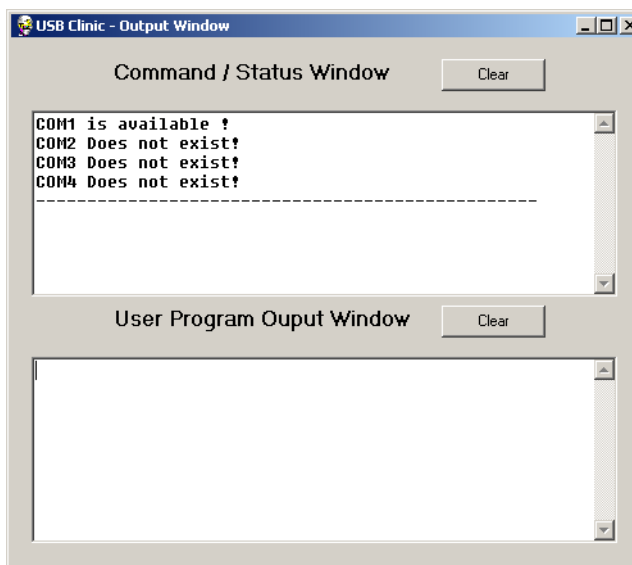 USB Clinic - Output Window
Command / Status Window
Clear
COM1 is available !
COM2 Does not exist!
COM3 Does not exist!
COM4 Does not exist!
-------------------------------------------------
User Program Ouput Window
Clear